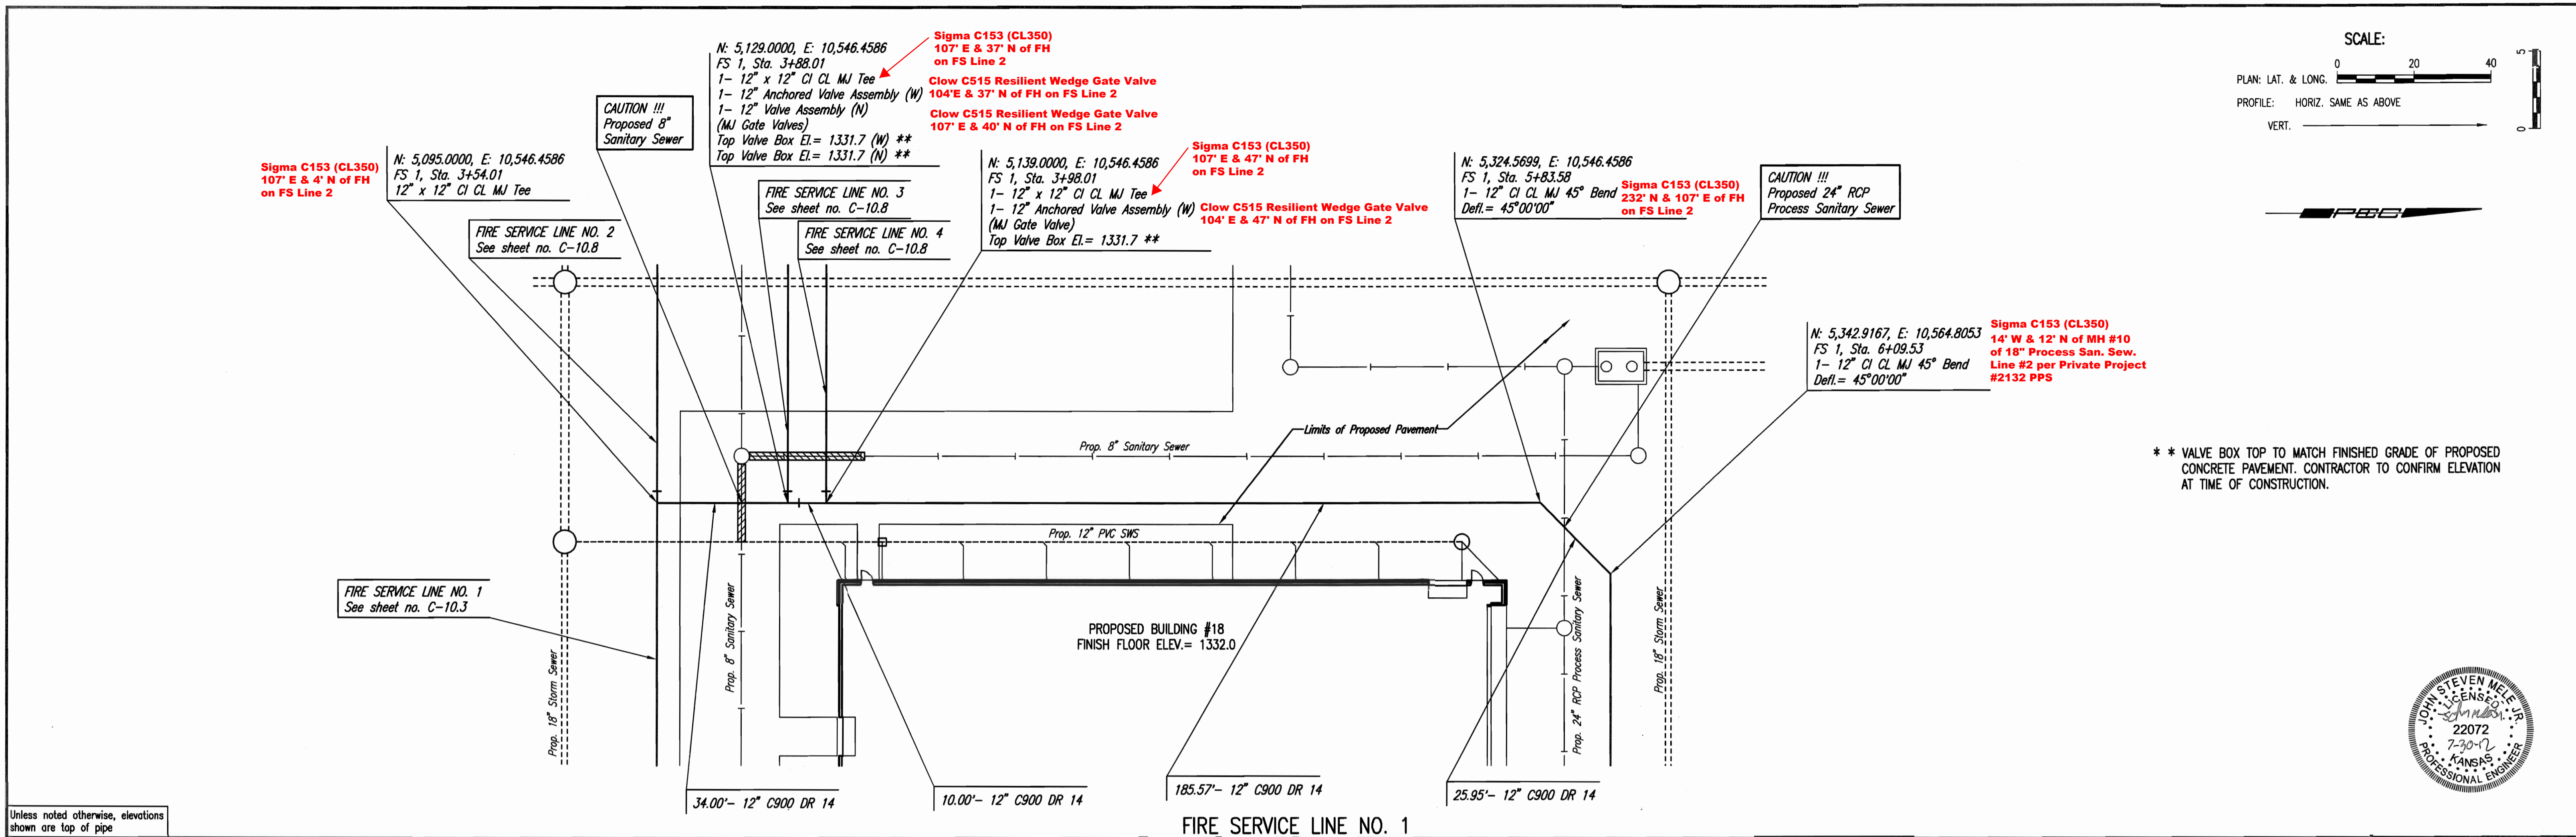 N: 5,129.0000, E: 10,546.4586
FS 1, Sta. 3+88.01
1- 12" x 12" CI CL MJ Tee
1- 12" Anchored Valve Assembly (W)
1- 12" Valve Assembly (N)
(MJ Gate Valves)
Top Valve Box El.= 1331.7 (W) **
Top Valve Box El.= 1331.7 (N) **
Sigma C153 (CL350)
107' E & 37' N of FH
on FS Line 2
Clow C515 Resilient Wedge Gate Valve
104'E & 37' N of FH on FS Line 2
Clow C515 Resilient Wedge Gate Valve
107' E & 40' N of FH on FS Line 2
CAUTION !!!
Proposed 8"
Sanitary Sewer
Sigma C153 (CL350)
107' E & 4' N of FH
on FS Line 2
N: 5,095.0000, E: 10,546.4586
FS 1, Sta. 3+54.01
12" x 12" CI CL MJ Tee
FIRE SERVICE LINE NO. 2
See sheet no. C-10.8
FIRE SERVICE LINE NO. 3
See sheet no. C-10.8
FIRE SERVICE LINE NO. 4
See sheet no. C-10.8
N: 5,139.0000, E: 10,546.4586
FS 1, Sta. 3+98.01
1- 12" x 12" CI CL MJ Tee
1- 12" Anchored Valve Assembly (W)
(MJ Gate Valve)
Top Valve Box El.= 1331.7 **
Sigma C153 (CL350)
107' E & 47' N of FH
on FS Line 2
Clow C515 Resilient Wedge Gate Valve
104' E & 47' N of FH on FS Line 2
N: 5,324.5699, E: 10,546.4586
FS 1, Sta. 5+83.58
1- 12" CI CL MJ 45° Bend
Defl.= 45°00'00"
Sigma C153 (CL350)
232' N & 107' E of FH
on FS Line 2
CAUTION !!!
Proposed 24" RCP
Process Sanitary Sewer
SCALE:
0 20 40
PLAN: LAT. & LONG.
PROFILE: HORIZ. SAME AS ABOVE
VERT.
0 5
PEC
N: 5,342.9167, E: 10,564.8053
FS 1, Sta. 6+09.53
1- 12" CI CL MJ 45° Bend
Defl.= 45°00'00"
Sigma C153 (CL350)
14' W & 12' N of MH #10
of 18" Process San. Sew.
Line #2 per Private Project
#2132 PPS
* * VALVE BOX TOP TO MATCH FINISHED GRADE OF PROPOSED
CONCRETE PAVEMENT. CONTRACTOR TO CONFIRM ELEVATION
AT TIME OF CONSTRUCTION.
Limits of Proposed Pavement
Prop. 8" Sanitary Sewer
Prop. 12" PVC SWS
FIRE SERVICE LINE NO. 1
See sheet no. C-10.3
Prop. 18" Storm Sewer
Prop. 8" Sanitary Sewer
PROPOSED BUILDING #18
FINISH FLOOR ELEV.= 1332.0
Prop. 24" RCP Process Sanitary Sewer
Prop. 18" Storm Sewer
34.00'- 12" C900 DR 14
10.00'- 12" C900 DR 14
185.57'- 12" C900 DR 14
25.95'- 12" C900 DR 14
JOHN STEVEN MELE JR.
LICENSED
22072
7-30-12
KANSAS
PROFESSIONAL ENGINEER
Unless noted otherwise, elevations
shown are top of pipe
FIRE SERVICE LINE NO. 1